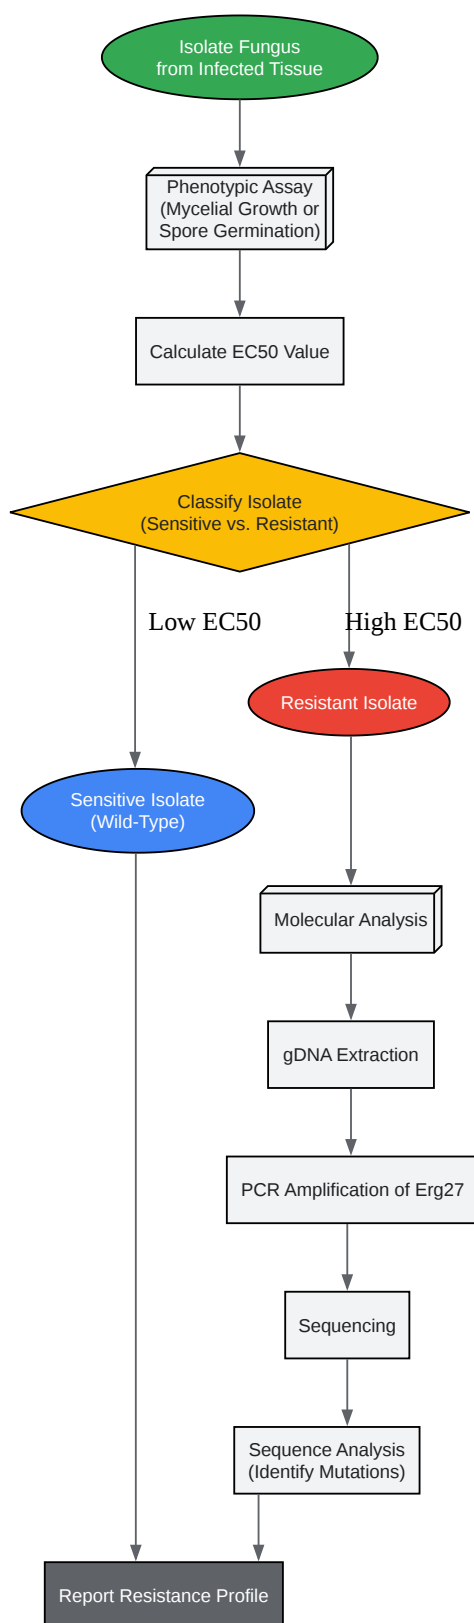 Isolate Fungus
from Infected Tissue
Phenotypic Assay
(Mycelial Growth or
Spore Germination)
Calculate EC50 Value
Classify Isolate
(Sensitive vs. Resistant)
Low EC50
High EC50
Resistant Isolate
Sensitive Isolate
(Wild-Type)
Molecular Analysis
gDNA Extraction
PCR Amplification of Erg27
Sequencing
Sequence Analysis
(Identify Mutations)
Report Resistance Profile